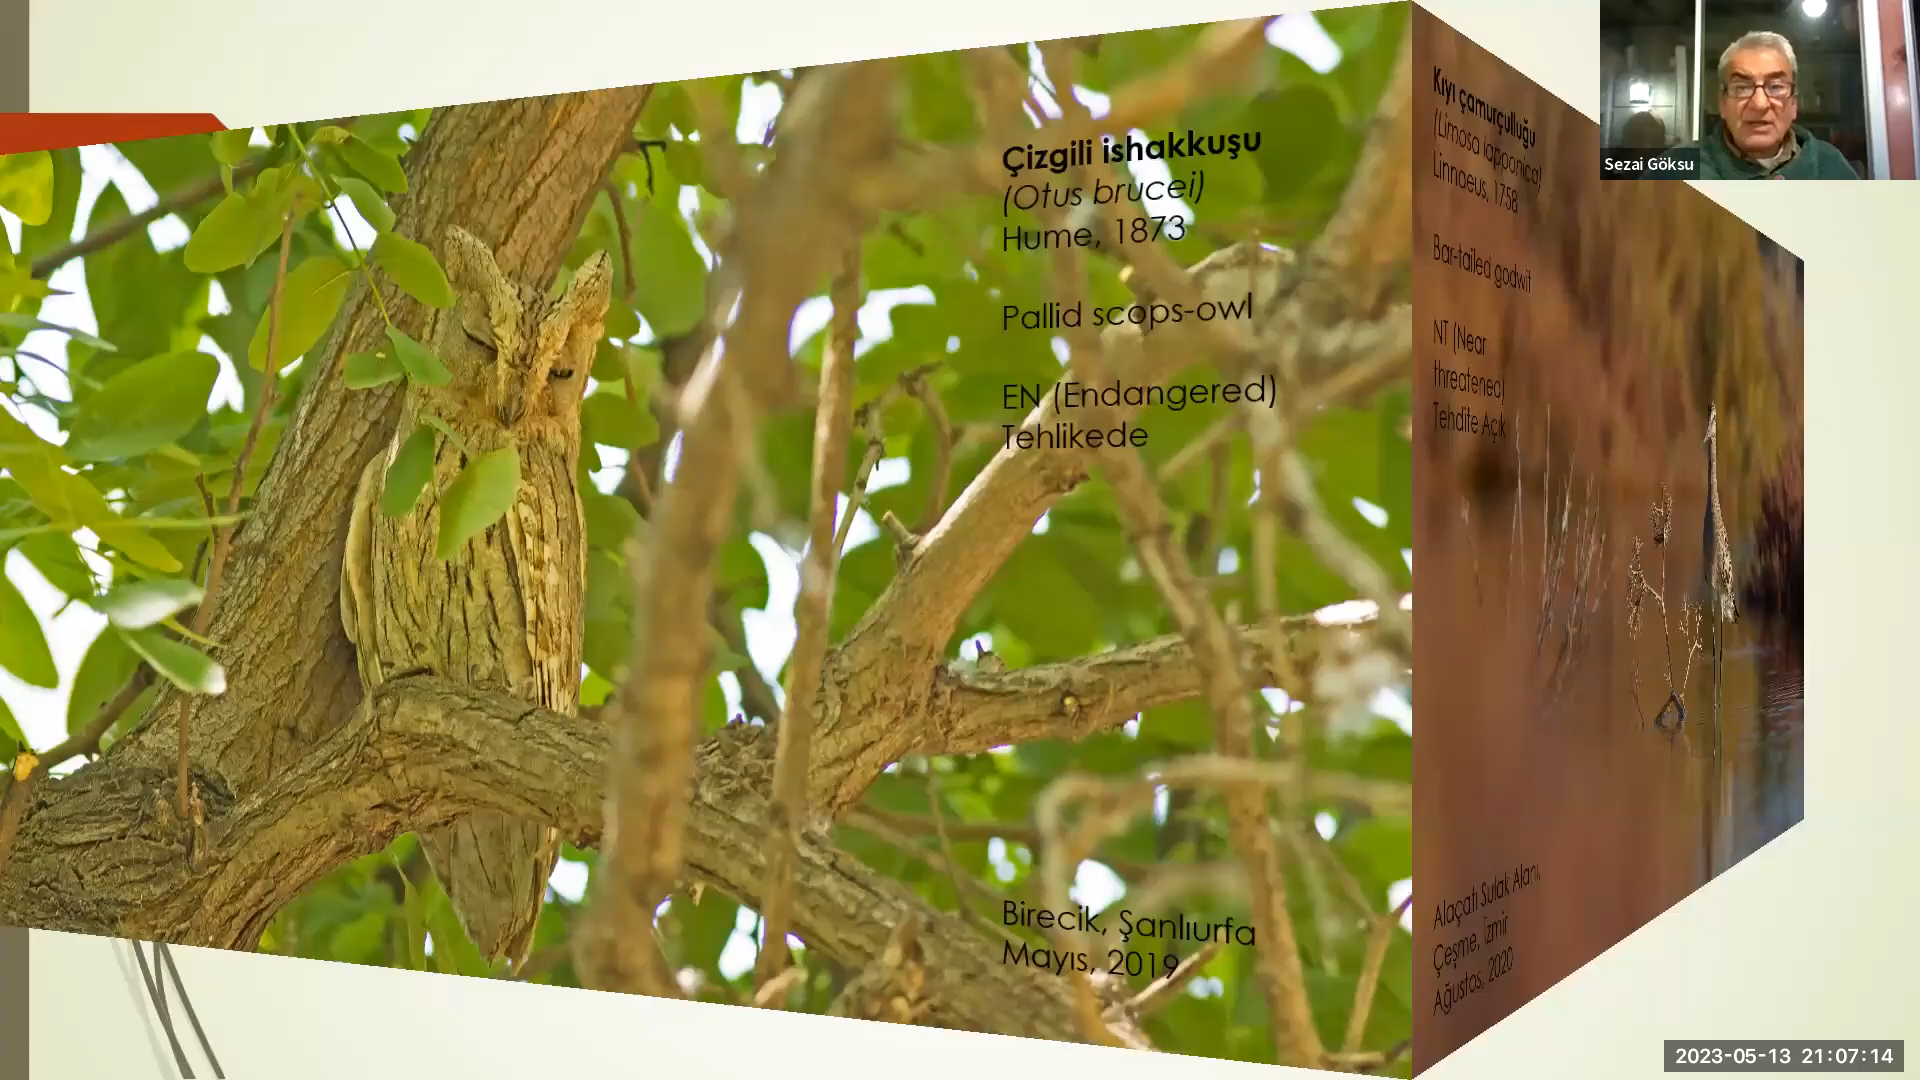 Çizgili ishakkuşu
(Otus brucei)
Hume, 1873
Pallid scops-owl
EN (Endangered)
Tehlikede
Birecik, Şanlıurfa
Mayıs, 2019
Kıyı çamurçulluğu
(Limosa lapponica)
Linnaeus, 1758
Bar-tailed godwit
NT (Near
threatened)
Tehdite Açık
Alaçatı Sulak Alanı,
Çeşme, İzmir
Ağustos, 2020
Sezai Göksu
2023-05-13 21:07:14